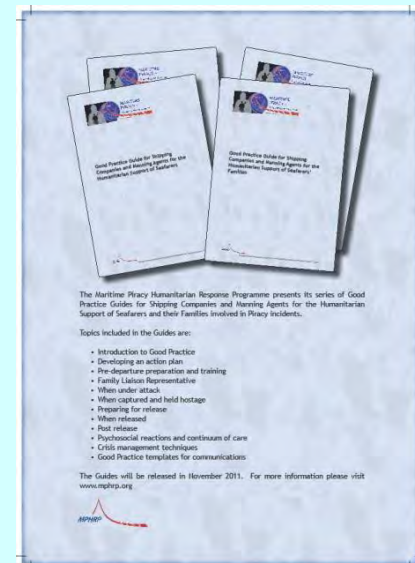 MARITIME
PIRACY
Good Practice Guide for Shipping
Companies and Manning Agents for the
Humanitarian Support of Seafarers
Good Practice Guide for Shipping
Companies and Manning Agents for the
Humanitarian Support of Seafarers'
Families
The Maritime Piracy Humanitarian Response Programme presents its series of Good
Practice Guides for Shipping Companies and Manning Agents for the Humanitarian
Support of Seafarers and their Families involved in Piracy incidents.
Topics included in the Guides are:
• Introduction to Good Practice
• Developing an action plan
• Pre-departure preparation and training
• Family Liaison Representative
• When under attack
• When captured and held hostage
• Preparing for release
• When released
• Post release
• Psychosocial reactions and continuum of care
• Crisis management techniques
• Good Practice templates for communications
The Guides will be released in November 2011. For more information please visit
www.mphrp.org
MPHRP